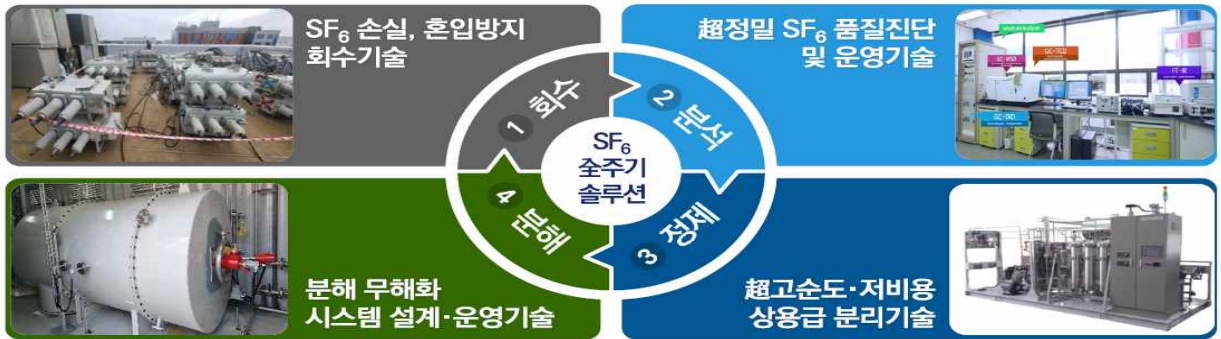 SF₆ 손실, 혼입방지
회수기술
超정밀 SF₆ 품질진단
및 운영기술
1 회수
2 분석
3 정제
4 분해
SF₆
全주기
솔루션
분해 무해화
시스템 설계·운영기술
超고순도·저비용
상용급 분리기술